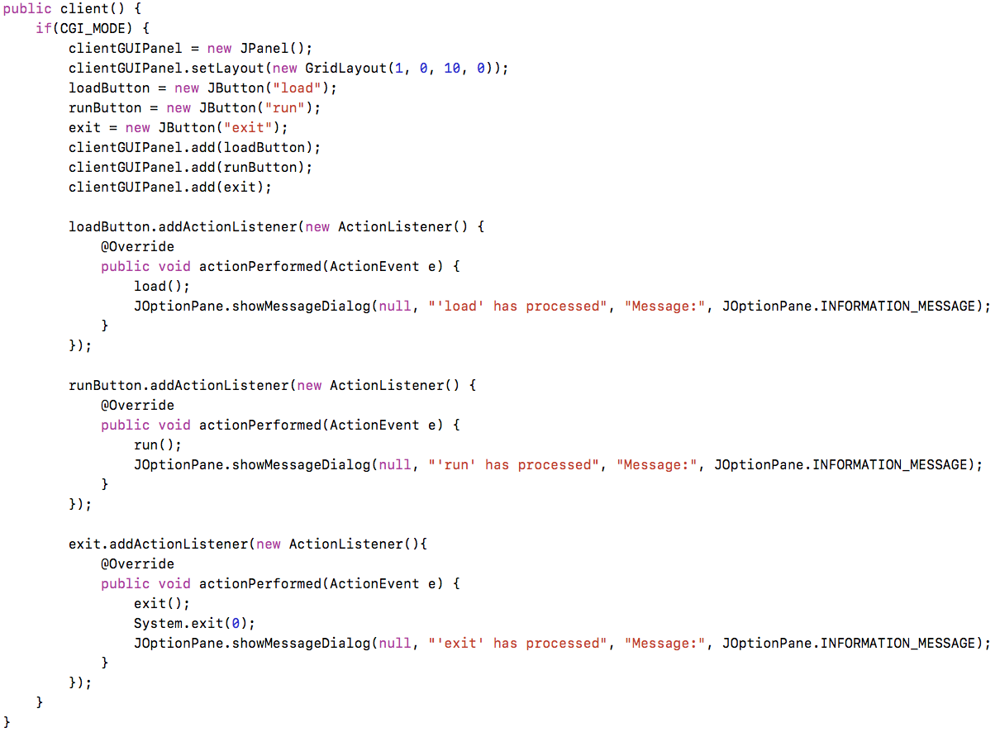 public client() {
    if(CGI_MODE) {
        clientGUIPanel = new JPanel();
        clientGUIPanel.setLayout(new GridLayout(1, 0, 10, 0));
        loadButton = new JButton("load");
        runButton = new JButton("run");
        exit = new JButton("exit");
        clientGUIPanel.add(loadButton);
        clientGUIPanel.add(runButton);
        clientGUIPanel.add(exit);

        loadButton.addActionListener(new ActionListener() {
            @Override
            public void actionPerformed(ActionEvent e) {
                load();
                JOptionPane.showMessageDialog(null, "'load' has processed", "Message:", JOptionPane.INFORMATION_MESSAGE);
            }
        });

        runButton.addActionListener(new ActionListener() {
            @Override
            public void actionPerformed(ActionEvent e) {
                run();
                JOptionPane.showMessageDialog(null, "'run' has processed", "Message:", JOptionPane.INFORMATION_MESSAGE);
            }
        });

        exit.addActionListener(new ActionListener(){
            @Override
            public void actionPerformed(ActionEvent e) {
                exit();
                System.exit(0);
                JOptionPane.showMessageDialog(null, "'exit' has processed", "Message:", JOptionPane.INFORMATION_MESSAGE);
            }
        });
    }
}